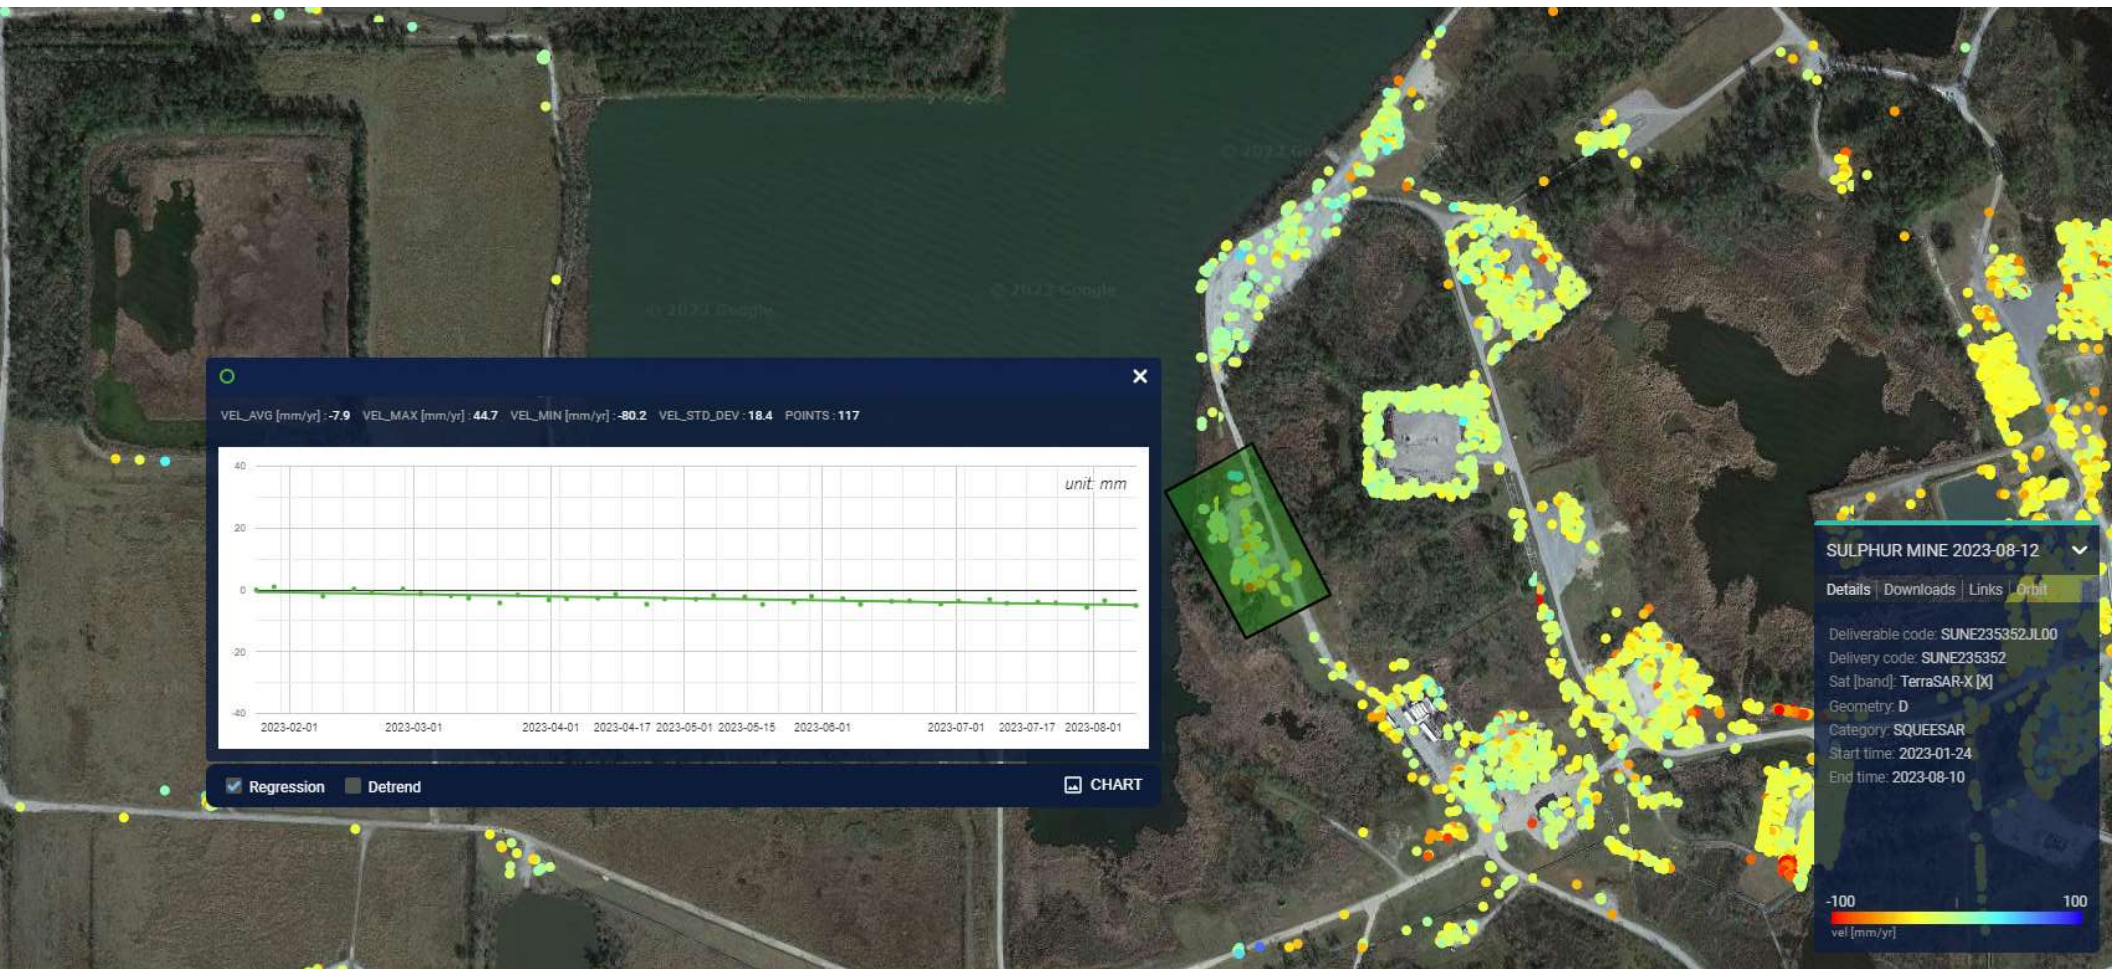 VEL_AVG [mm/yr] : -7.9 VEL_MAX [mm/yr] : 44.7 VEL_MIN [mm/yr] : -80.2 VEL_STD_DEV : 18.4 POINTS : 117
unit: mm
40
20
0
-20
-40
2023-02-01 2023-03-01 2023-04-01 2023-04-17 2023-05-01 2023-05-15 2023-06-01 2023-07-01 2023-07-17 2023-08-01
Regression Detrend CHART
© 2023 Google
© 2023 Google
SULPHUR MINE 2023-08-12
Details | Downloads | Links | Orbit
Deliverable code: SUNE235352JL00
Delivery code: SUNE235352
Sat [band]: TerraSAR-X [X]
Geometry: D
Category: SQUEESAR
Start time: 2023-01-24
End time: 2023-08-10
-100 100
vel [mm/yr]